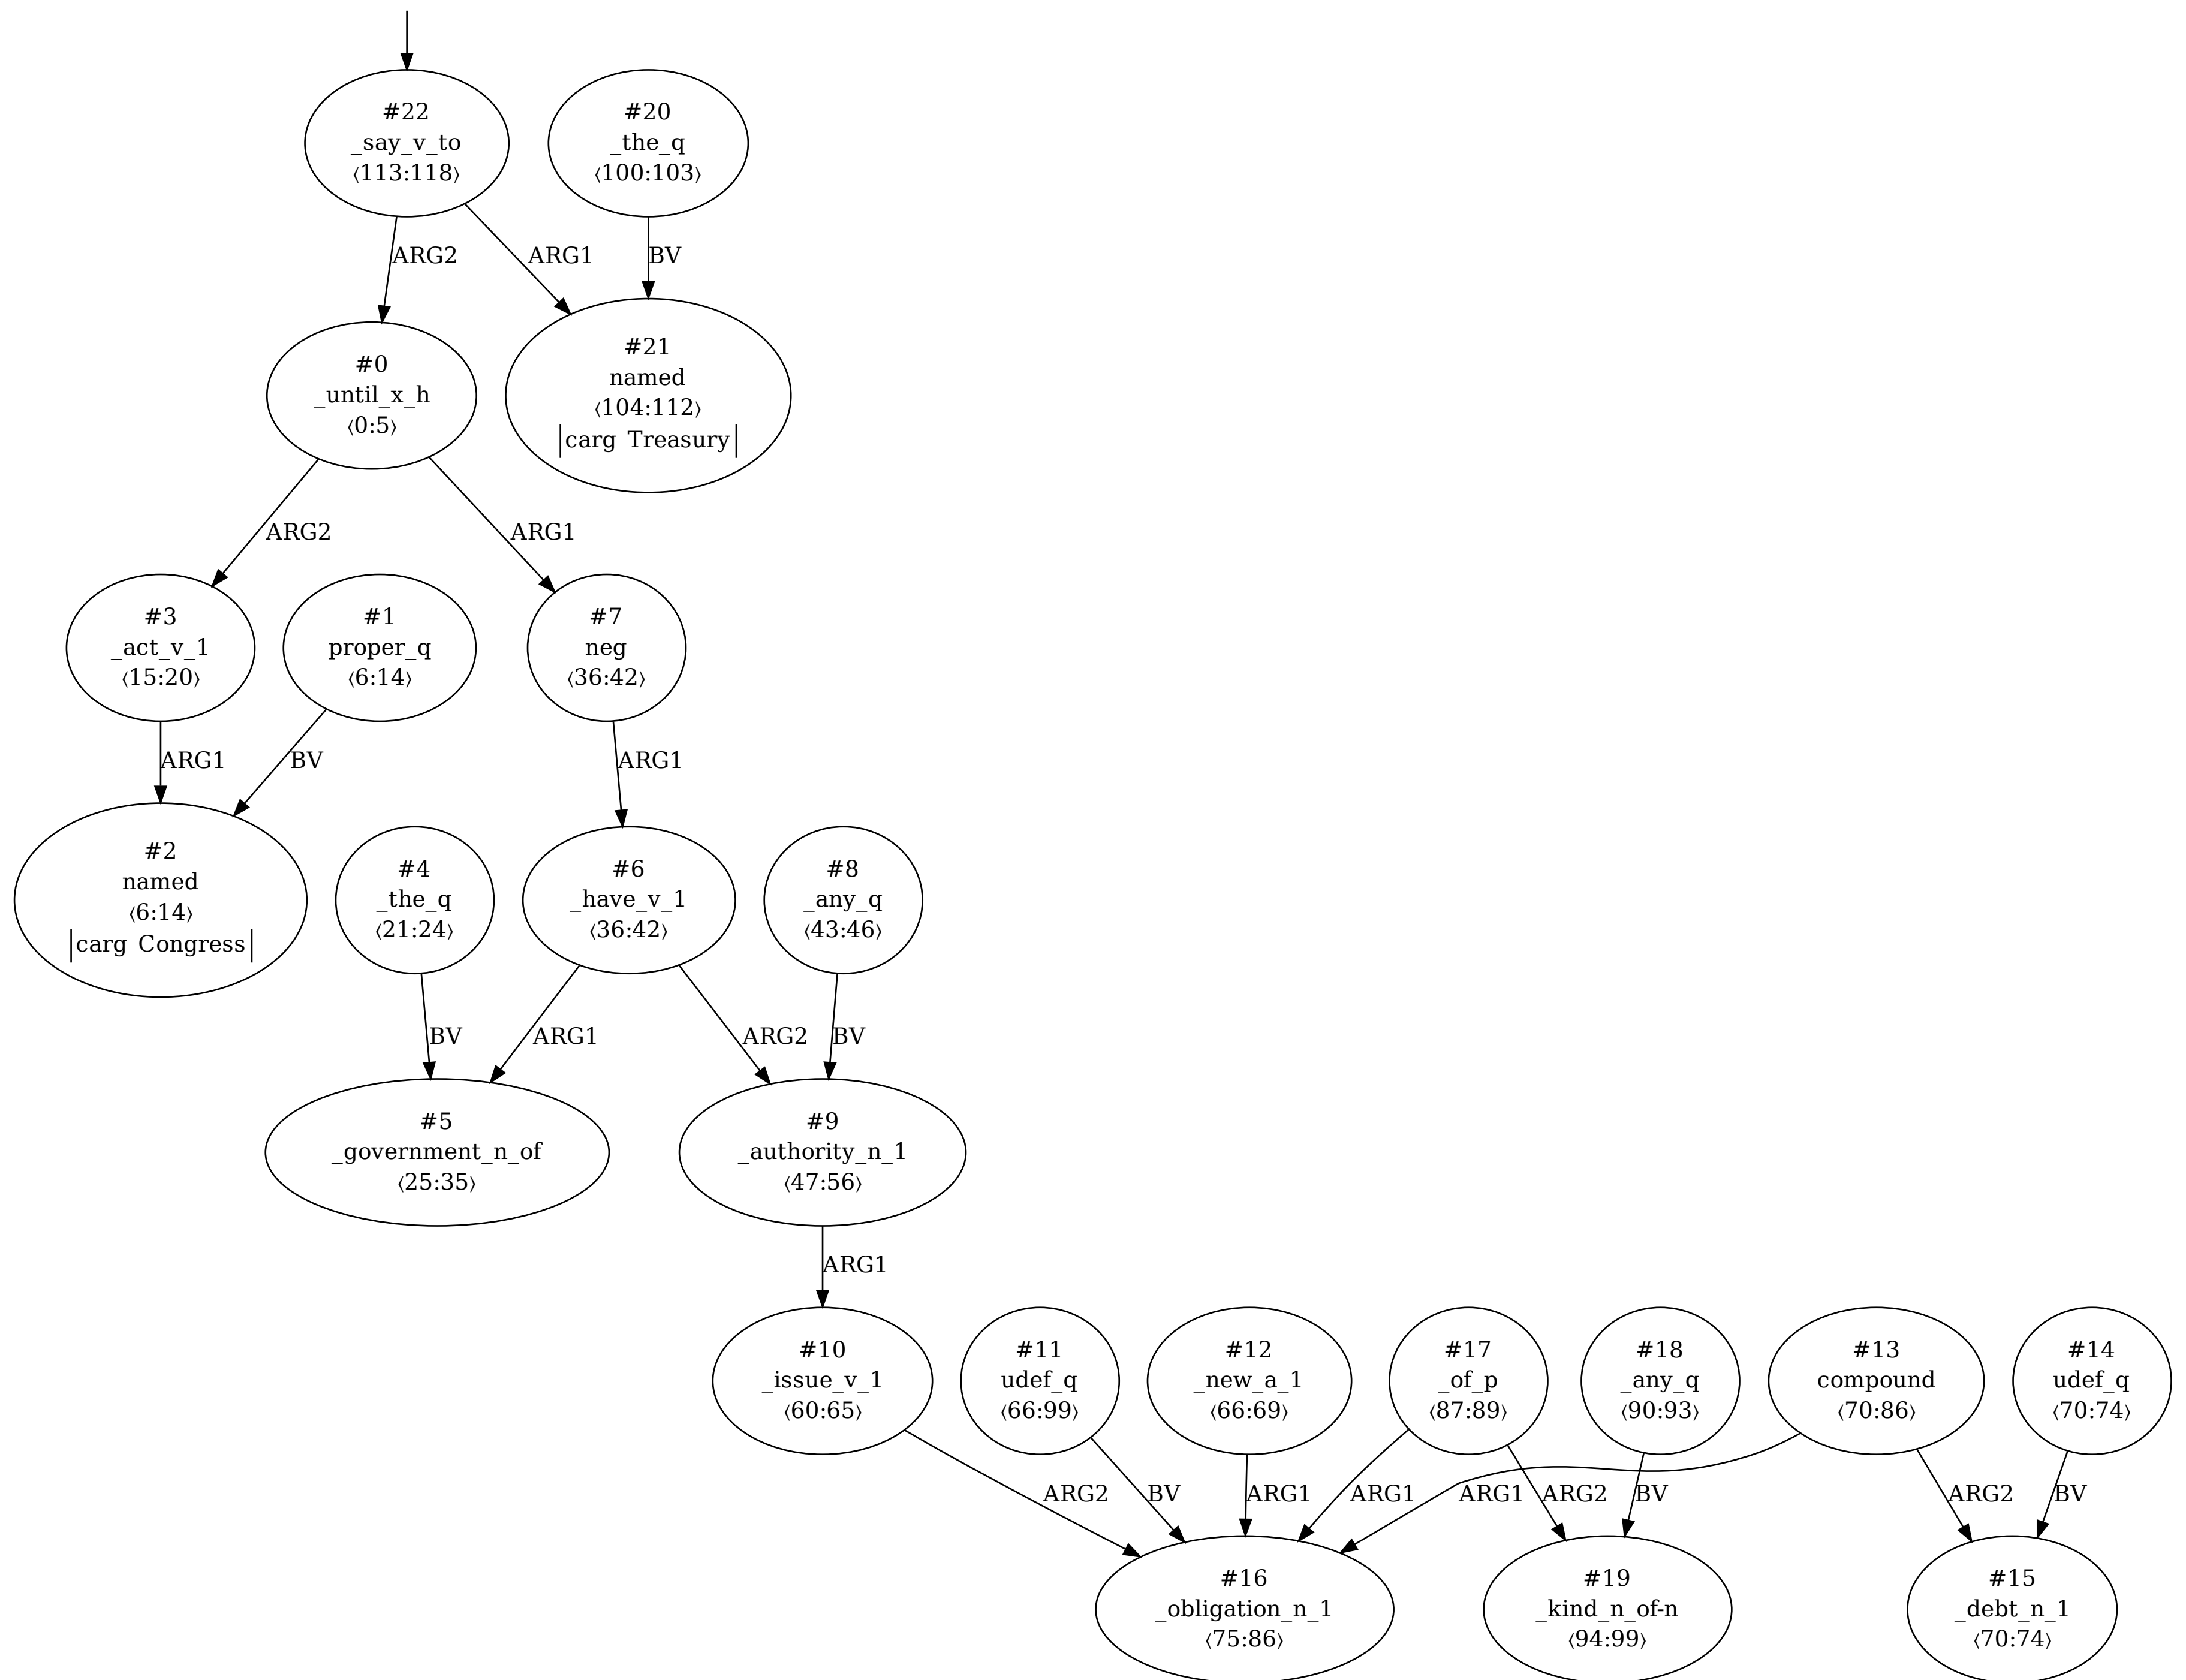 #22
_say_v_to
⟨113:118⟩
#20
_the_q
⟨100:103⟩
ARG2
ARG1
BV
#0
_until_x_h
⟨0:5⟩
#21
named
⟨104:112⟩
|carg Treasury|
ARG2
ARG1
#3
_act_v_1
⟨15:20⟩
#1
proper_q
⟨6:14⟩
#7
neg
⟨36:42⟩
ARG1
BV
ARG1
#2
named
⟨6:14⟩
|carg Congress|
#4
_the_q
⟨21:24⟩
#6
_have_v_1
⟨36:42⟩
#8
_any_q
⟨43:46⟩
BV
ARG1
ARG2
BV
#5
_government_n_of
⟨25:35⟩
#9
_authority_n_1
⟨47:56⟩
ARG1
#10
_issue_v_1
⟨60:65⟩
#11
udef_q
⟨66:99⟩
#12
_new_a_1
⟨66:69⟩
#17
_of_p
⟨87:89⟩
#18
_any_q
⟨90:93⟩
#13
compound
⟨70:86⟩
#14
udef_q
⟨70:74⟩
ARG2
BV
ARG1
ARG1
ARG1
ARG2
BV
ARG2
BV
#16
_obligation_n_1
⟨75:86⟩
#19
_kind_n_of-n
⟨94:99⟩
#15
_debt_n_1
⟨70:74⟩